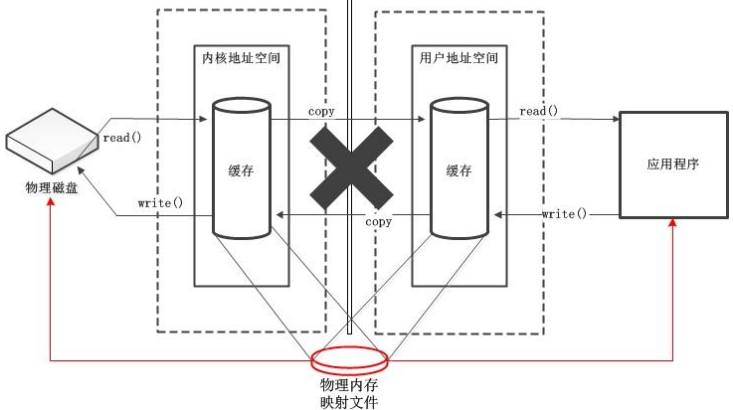 内核地址空间
用户地址空间
copy
read()
read()
缓存
缓存
应用程序
物理磁盘
write()
copy
write()
物理内存
映射文件